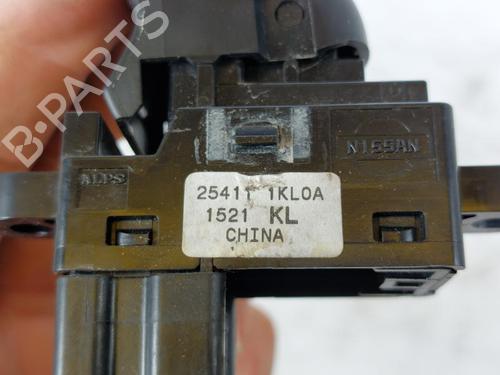 B-PARTS
NISSAN
ALPS
25411 1KL0A
1521 KL
CHINA